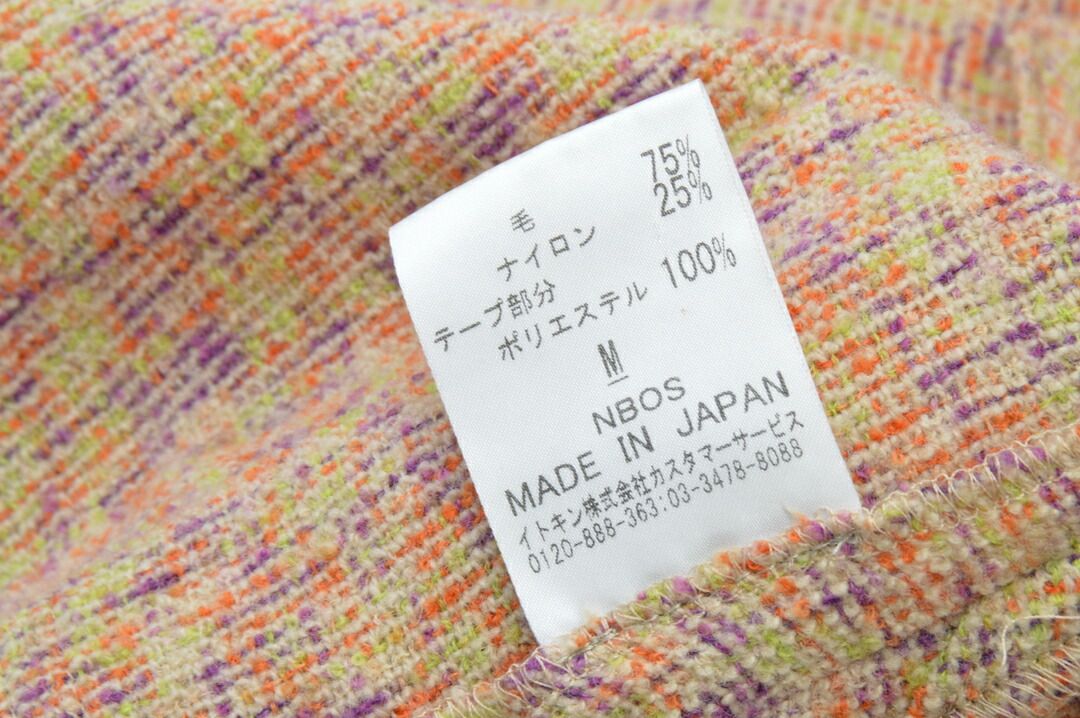 毛 75%
ナイロン 25%
テープ部分
ポリエステル 100%
M
NBOS
MADE IN JAPAN
イトキン株式会社カスタマーサービス
0120-888-363:03-3478-8088